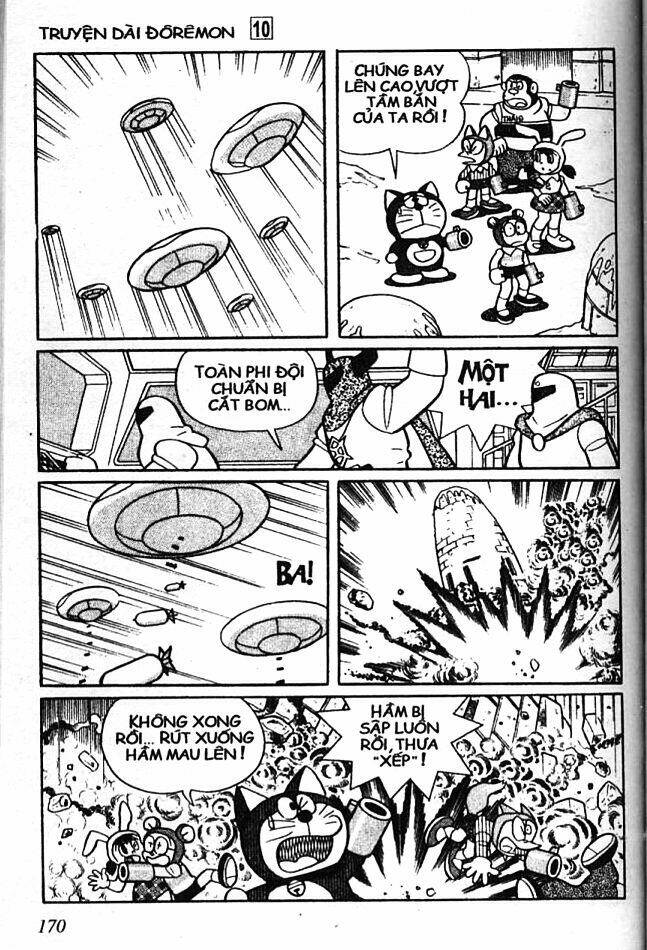 TRUYỆN DÀI ĐÔRÊMON 10
CHÚNG BAY
LÊN CAO VƯỢT
TẦM BẮN
CỦA TA RỒI!
THÁI
TOÀN PHI ĐỘI
CHUẨN BỊ
CẮT BOM...
MỘT
HAI...
BA!
KHÔNG XONG
RỒI... RÚT XUỐNG
HẦM MAU LÊN!
HẦM BỊ
SẬP LUÔN
RỒI, THƯA
"XẾP"!
170